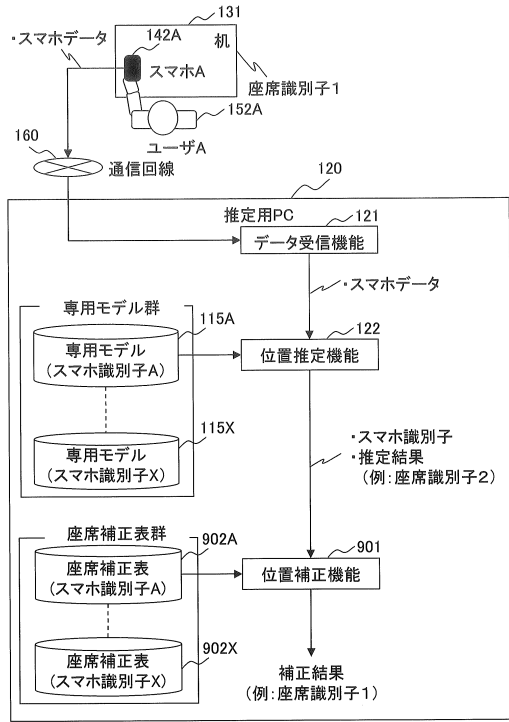 131
・スマホデータ
142A
机
スマホA
座席識別子1
152A
160
ユーザA
通信回線
120
推定用PC
121
データ受信機能
・スマホデータ
専用モデル群
115A
122
専用モデル
(スマホ識別子A)
位置推定機能
115X
専用モデル
(スマホ識別子X)
・スマホ識別子
・推定結果
(例:座席識別子2)
座席補正表群
902A
901
座席補正表
(スマホ識別子A)
位置補正機能
902X
座席補正表
(スマホ識別子X)
補正結果
(例:座席識別子1)